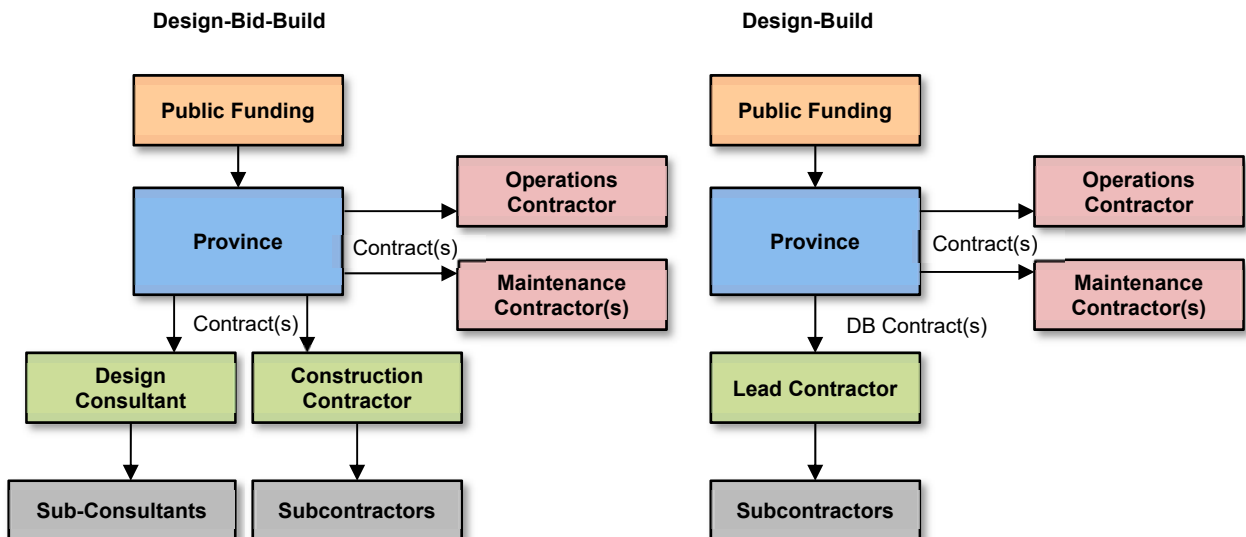 Design-Bid-Build
Public Funding
Province
Contract(s)
Operations
Contractor
Maintenance
Contractor(s)
Contract(s)
Design
Consultant
Construction
Contractor
Sub-Consultants
Subcontractors
Design-Build
Public Funding
Province
Contract(s)
Operations
Contractor
Maintenance
Contractor(s)
DB Contract(s)
Lead Contractor
Subcontractors